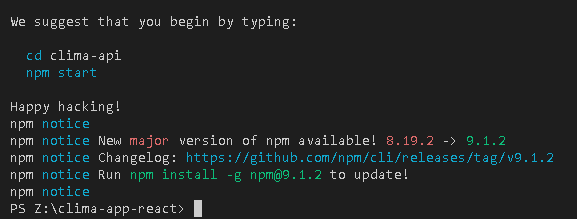 We suggest that you begin by typing:
cd clima-api
npm start
Happy hacking!
npm notice
npm notice New major version of npm available! 8.19.2 -> 9.1.2
npm notice Changelog: https://github.com/npm/cli/releases/tag/v9.1.2
npm notice Run npm install -g npm@9.1.2 to update!
npm notice
PS Z:\clima-app-react>